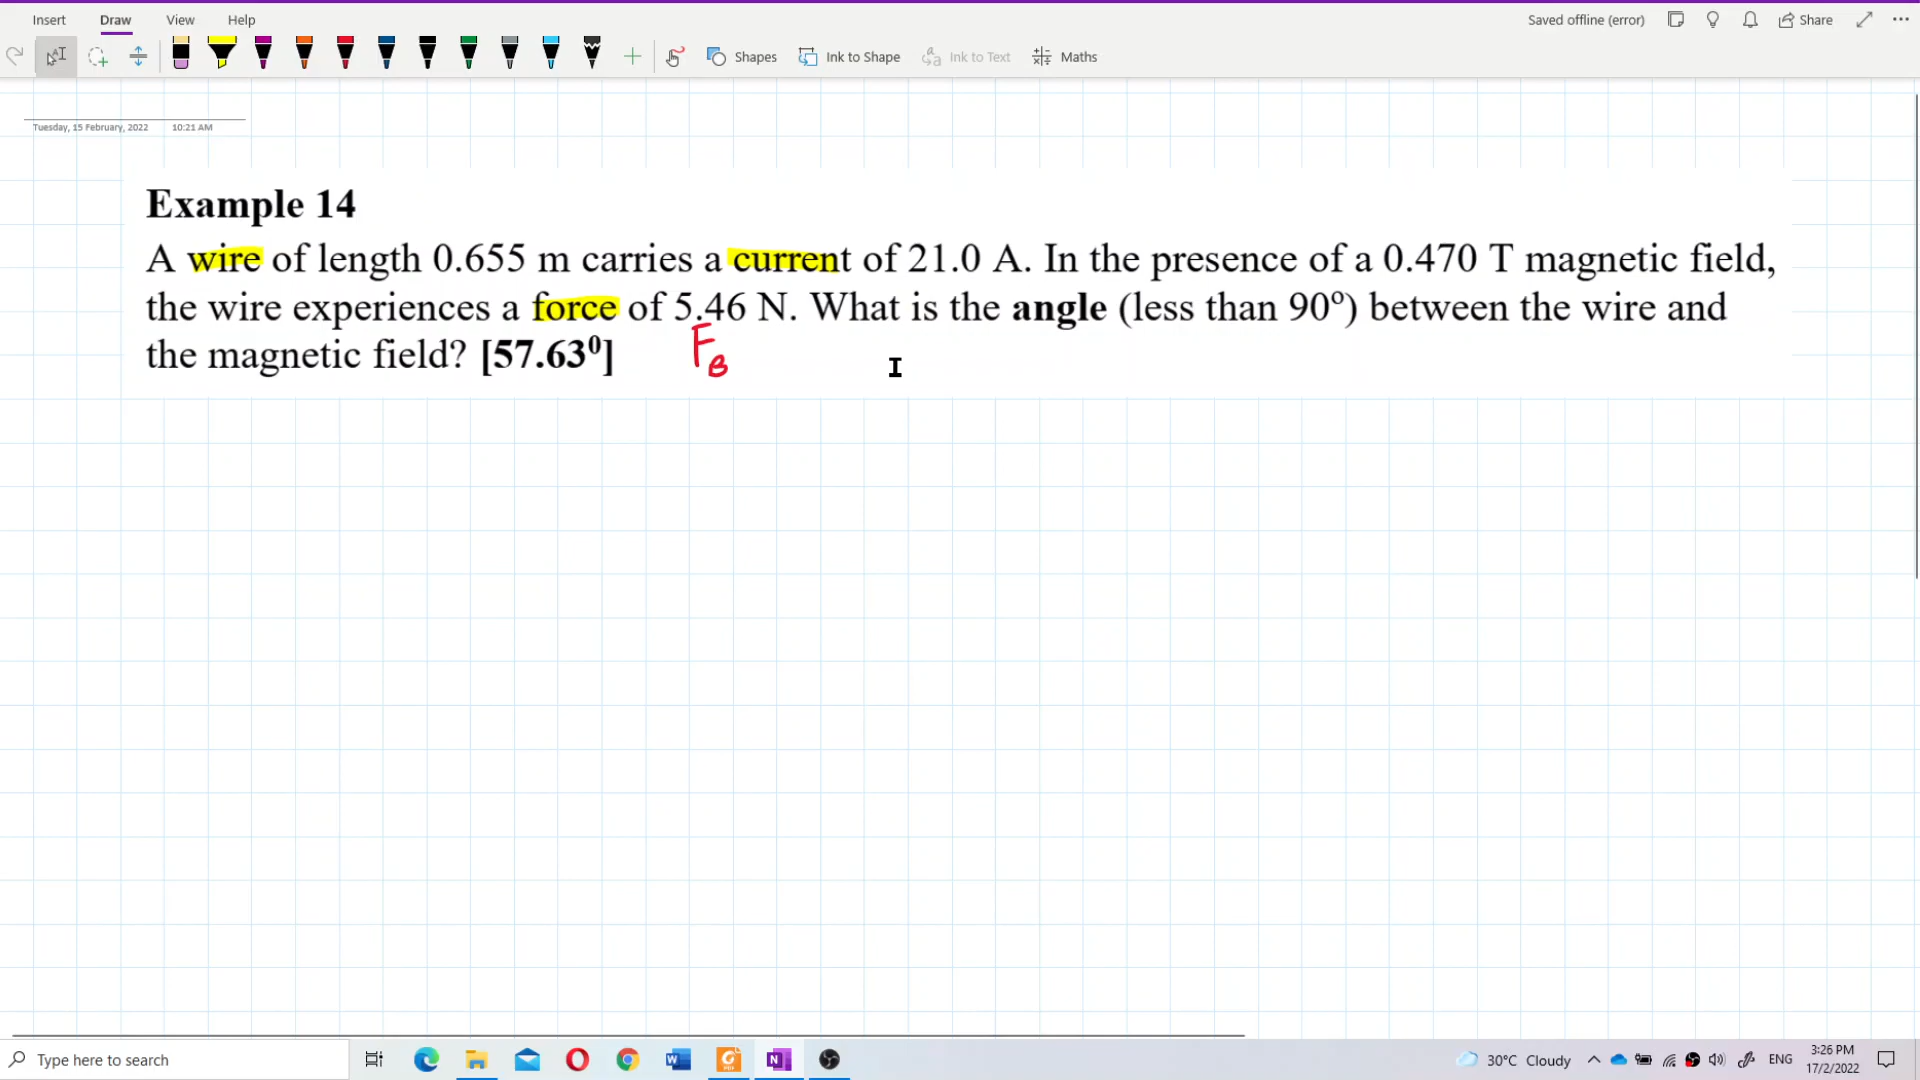 Insert Draw View Help Saved offline (error) Share
Shapes Ink to Shape Ink to Text Maths
Tuesday, 15 February, 2022 10:21 AM
Example 14
A wire of length 0.655 m carries a current of 21.0 A. In the presence of a 0.470 T magnetic field,
the wire experiences a force of 5.46 N. What is the angle (less than 90º) between the wire and
the magnetic field? [57.63⁰]
F_B
Type here to search 30°C Cloudy ENG 3:26 PM
17/2/2022